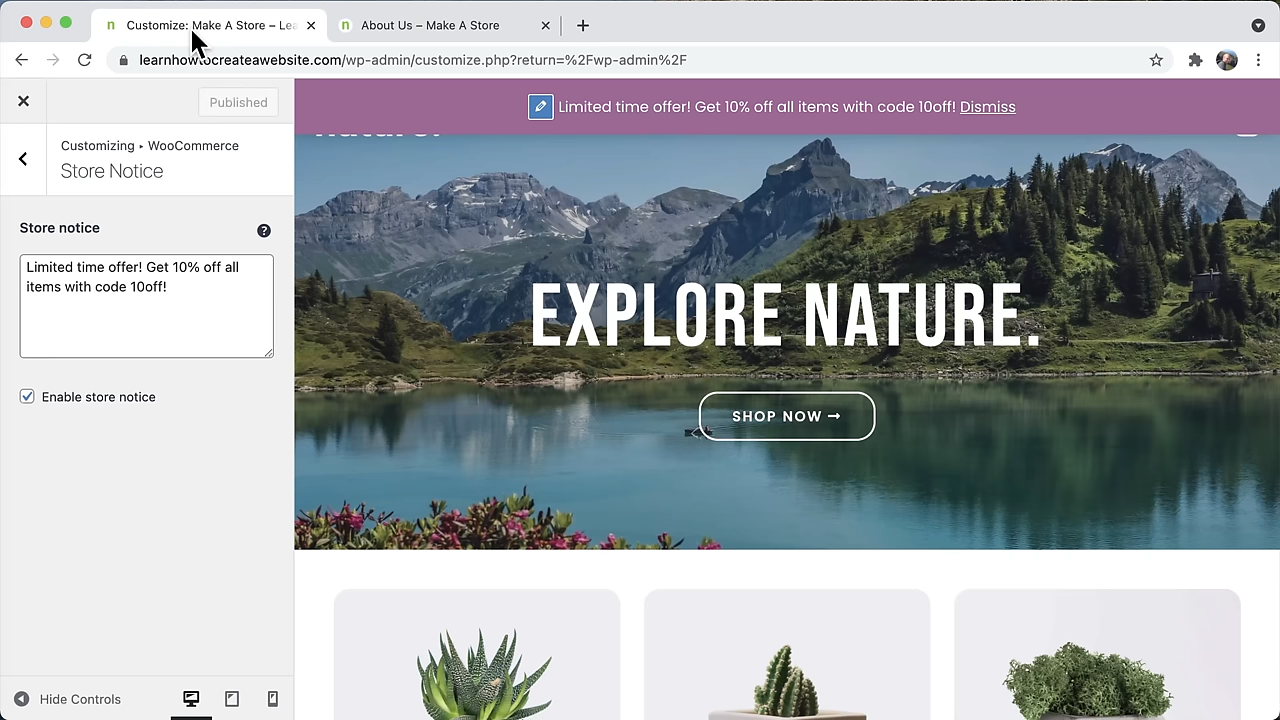 Customize: Make A Store – Lea
About Us – Make A Store
learnhowtocreateawebsite.com/wp-admin/customize.php?return=%2Fwp-admin%2F
Published
Customizing ▸ WooCommerce
Store Notice
Store notice
Limited time offer! Get 10% off all
items with code 10off!
Enable store notice
Hide Controls
Limited time offer! Get 10% off all items with code 10off! Dismiss
EXPLORE NATURE.
SHOP NOW →